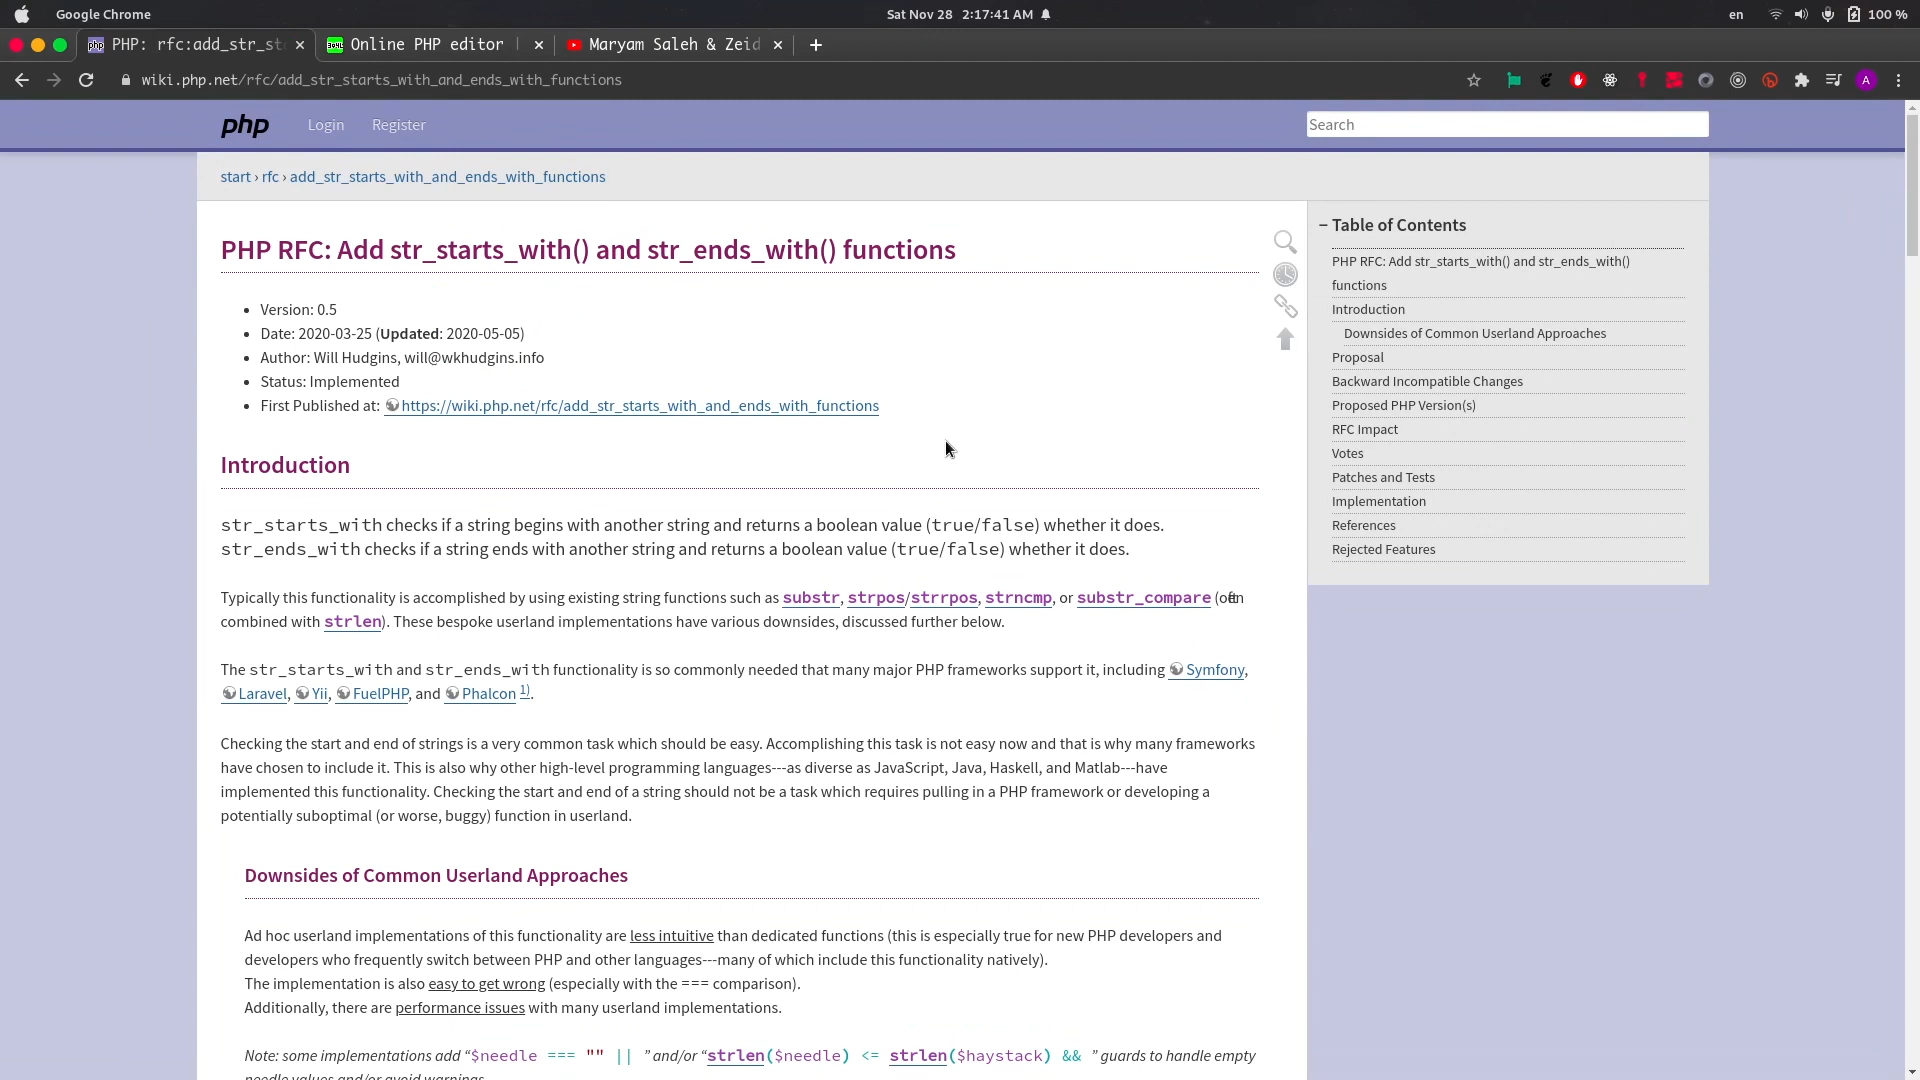 Google Chrome
Sat Nov 28 2:17:41 AM
en
100 %
php PHP: rfc:add_str_st
Online PHP editor
Maryam Saleh & Zeid
wiki.php.net/rfc/add_str_starts_with_and_ends_with_functions
A
php
Login
Register
Search
start › rfc › add_str_starts_with_and_ends_with_functions
PHP RFC: Add str_starts_with() and str_ends_with() functions
• Version: 0.5
• Date: 2020-03-25 (Updated: 2020-05-05)
• Author: Will Hudgins, will@wkhudgins.info
• Status: Implemented
• First Published at: https://wiki.php.net/rfc/add_str_starts_with_and_ends_with_functions
Introduction
str_starts_with checks if a string begins with another string and returns a boolean value (true/false) whether it does.
str_ends_with checks if a string ends with another string and returns a boolean value (true/false) whether it does.
Typically this functionality is accomplished by using existing string functions such as substr, strpos/strrpos, strncmp, or substr_compare (often
combined with strlen). These bespoke userland implementations have various downsides, discussed further below.
The str_starts_with and str_ends_with functionality is so commonly needed that many major PHP frameworks support it, including Symfony,
Laravel, Yii, FuelPHP, and Phalcon 1).
Checking the start and end of strings is a very common task which should be easy. Accomplishing this task is not easy now and that is why many frameworks
have chosen to include it. This is also why other high-level programming languages---as diverse as JavaScript, Java, Haskell, and Matlab---have
implemented this functionality. Checking the start and end of a string should not be a task which requires pulling in a PHP framework or developing a
potentially suboptimal (or worse, buggy) function in userland.
Downsides of Common Userland Approaches
Ad hoc userland implementations of this functionality are less intuitive than dedicated functions (this is especially true for new PHP developers and
developers who frequently switch between PHP and other languages---many of which include this functionality natively).
The implementation is also easy to get wrong (especially with the === comparison).
Additionally, there are performance issues with many userland implementations.
Note: some implementations add “$needle === "" || ” and/or “strlen($needle) <= strlen($haystack) && ” guards to handle empty
needle values and/or avoid warnings.
− Table of Contents
PHP RFC: Add str_starts_with() and str_ends_with()
functions
Introduction
Downsides of Common Userland Approaches
Proposal
Backward Incompatible Changes
Proposed PHP Version(s)
RFC Impact
Votes
Patches and Tests
Implementation
References
Rejected Features